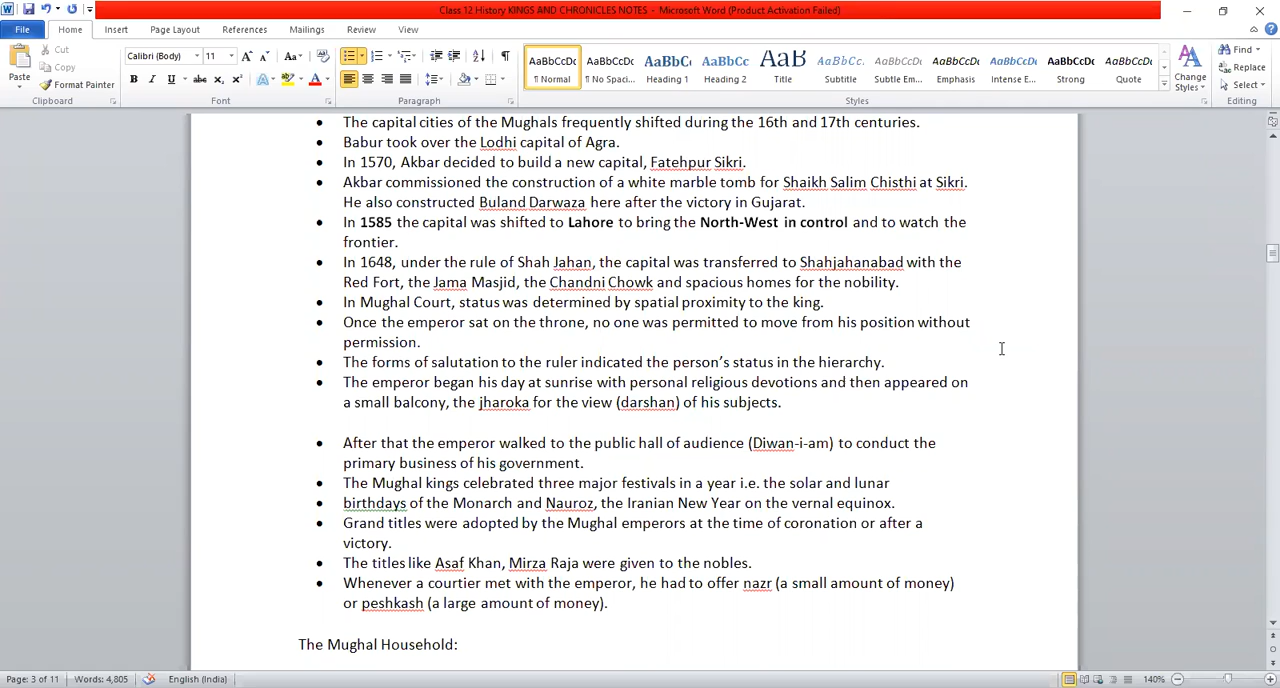 Class 12 History KINGS AND CHRONICLES NOTES - Microsoft Word (Product Activation Failed)
File Home Insert Page Layout References Mailings Review View
Paste Cut Copy Format Painter
Calibri (Body) 11
AaBbCcDc AaBbCcDc AaBbC AaBbCc AaB AaBbCc. AaBbCcDc AaBbCcDc AaBbCcDc AaBbCcDc AaBbCcDc
¶ Normal ¶ No Spaci... Heading 1 Heading 2 Title Subtitle Subtle Em... Emphasis Intense E... Strong Quote
Change Styles
Find Replace Select
Clipboard Font Paragraph Styles Editing
• The capital cities of the Mughals frequently shifted during the 16th and 17th centuries.
• Babur took over the Lodhi capital of Agra.
• In 1570, Akbar decided to build a new capital, Fatehpur Sikri.
• Akbar commissioned the construction of a white marble tomb for Shaikh Salim Chisthi at Sikri.
He also constructed Buland Darwaza here after the victory in Gujarat.
• In 1585 the capital was shifted to Lahore to bring the North-West in control and to watch the
frontier.
• In 1648, under the rule of Shah Jahan, the capital was transferred to Shahjahanabad with the
Red Fort, the Jama Masjid, the Chandni Chowk and spacious homes for the nobility.
• In Mughal Court, status was determined by spatial proximity to the king.
• Once the emperor sat on the throne, no one was permitted to move from his position without
permission.
• The forms of salutation to the ruler indicated the person's status in the hierarchy.
• The emperor began his day at sunrise with personal religious devotions and then appeared on
a small balcony, the jharoka for the view (darshan) of his subjects.
• After that the emperor walked to the public hall of audience (Diwan-i-am) to conduct the
primary business of his government.
• The Mughal kings celebrated three major festivals in a year i.e. the solar and lunar
• birthdays of the Monarch and Nauroz, the Iranian New Year on the vernal equinox.
• Grand titles were adopted by the Mughal emperors at the time of coronation or after a
victory.
• The titles like Asaf Khan, Mirza Raja were given to the nobles.
• Whenever a courtier met with the emperor, he had to offer nazr (a small amount of money)
or peshkash (a large amount of money).
The Mughal Household:
Page: 3 of 11 Words: 4,805 English (India) 140%